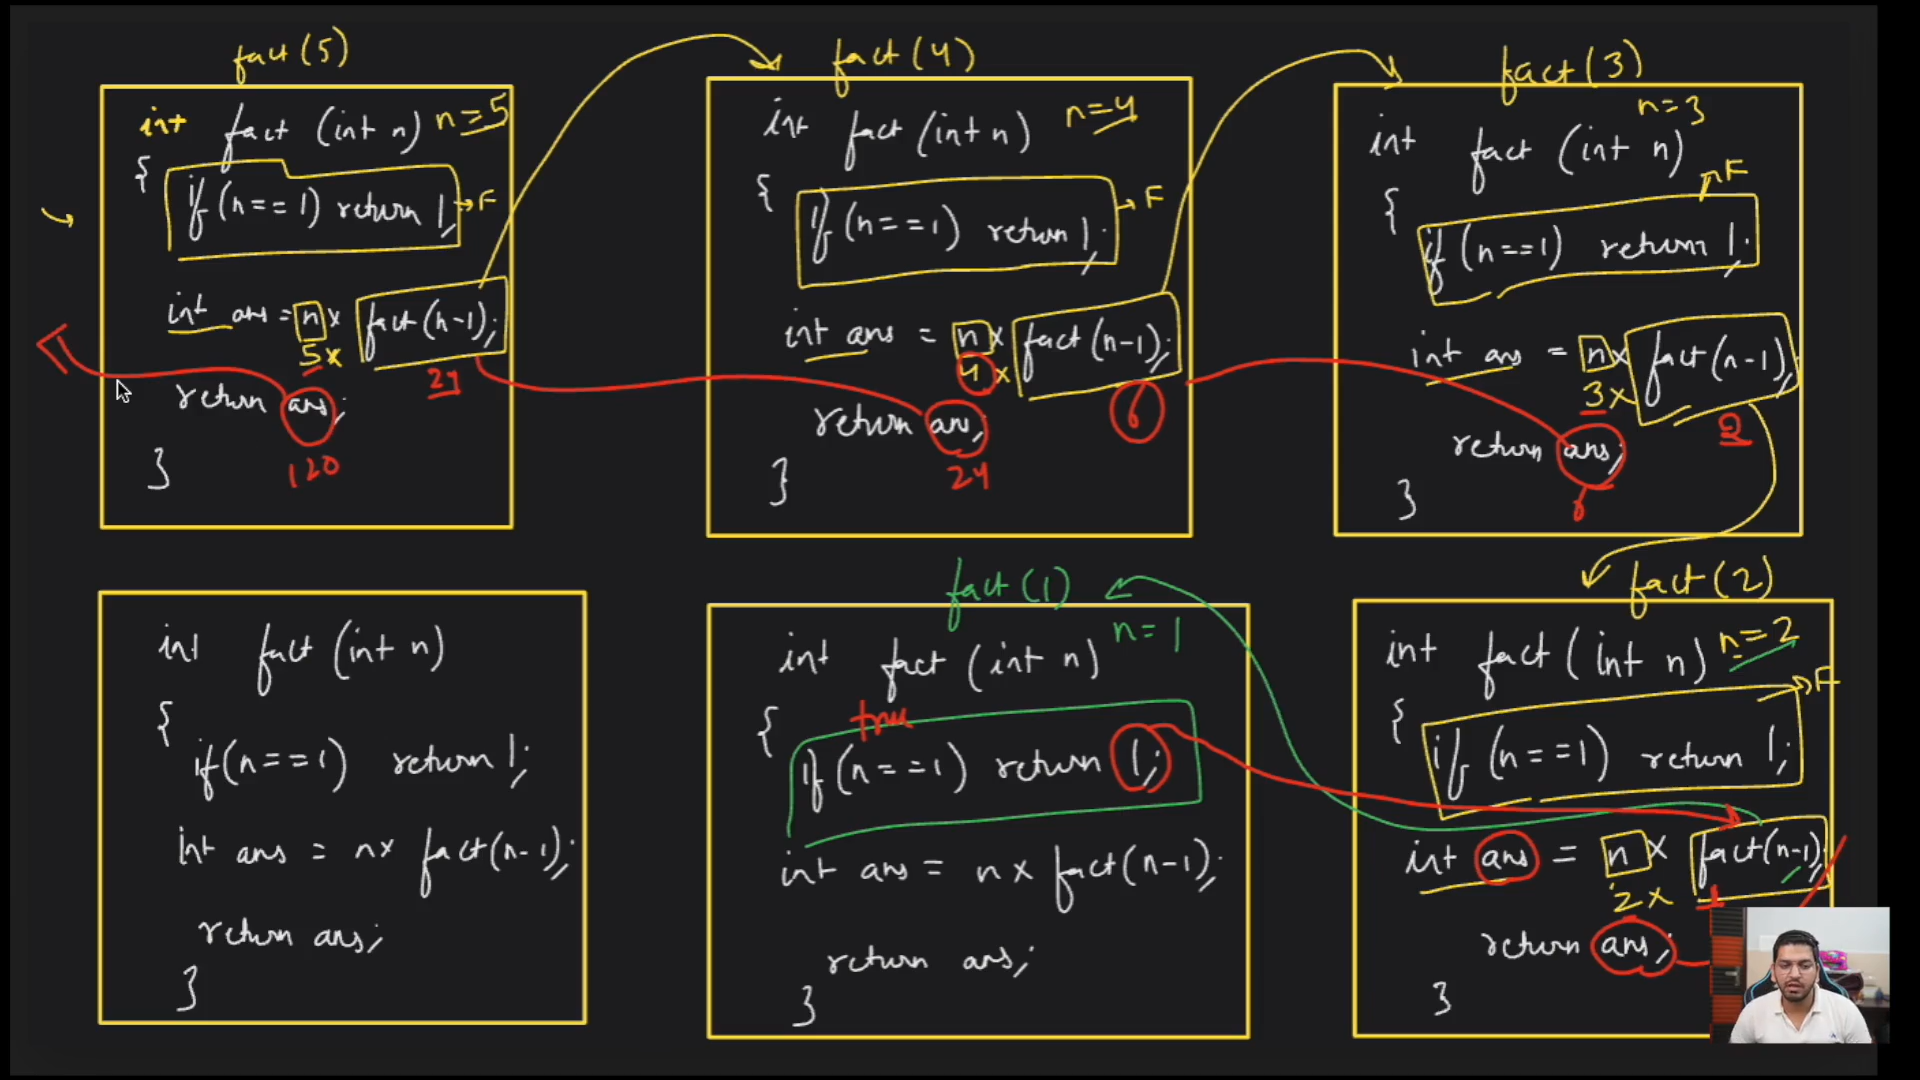 fact (5)
int fact (int n) n=5
{
if (n==1) return 1; → F
int ans = n x fact(n-1);
5x 24
return ans;
120
}
fact (4)
int fact (int n) n=4
{
if (n==1) return 1; → F
int ans = n x fact(n-1);
4 x 6
return ans;
24
}
fact (3)
n=3
int fact (int n)
F
{
if (n==1) return 1;
int ans = n x fact(n-1);
3x 2
return ans;
6
}
int fact (int n)
{
if (n==1) return 1;
int ans = n x fact(n-1);
return ans;
}
fact (1)
n=1
int fact (int n)
{
true
if (n==1) return 1;
int ans = n x fact(n-1);
return ans;
}
fact (2)
int fact (int n) n=2
F
{
if (n==1) return 1;
int ans = n x fact(n-1);
2x 1
return ans;
}